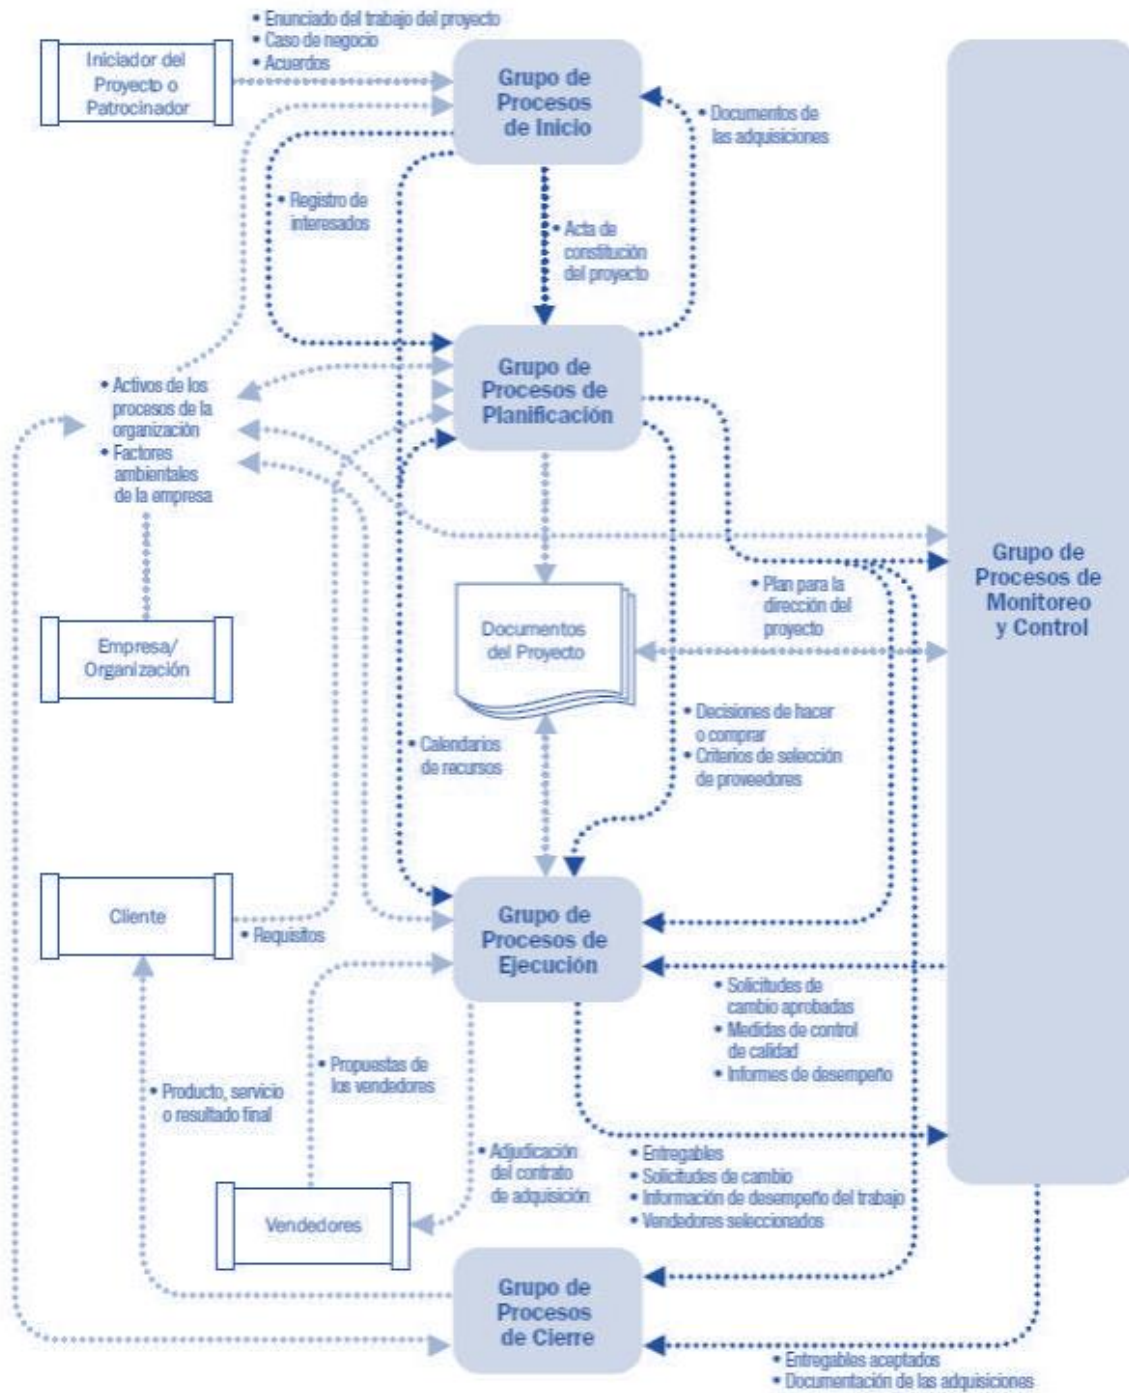 • Enunciado del trabajo del proyecto
• Caso de negocio
• Acuerdos
Iniciador del
Proyecto o
Patrocinador
Grupo de
Procesos
de Inicio
• Documentos de
las adquisiciones
• Registro de
interesados
• Acta de
constitución
del proyecto
Grupo de
Procesos de
Planificación
• Activos de los
procesos de la
organización
• Factores
ambientales
de la empresa
Grupo de
Procesos de
Monitoreo
y Control
• Plan para la
dirección del
proyecto
Documentos
del Proyecto
Empresa/
Organización
• Decisiones de hacer
o comprar
• Criterios de selección
de proveedores
• Calendarios
de recursos
Cliente
• Requisitos
Grupo de
Procesos de
Ejecución
• Solicitudes de
cambio aprobadas
• Medidas de control
de calidad
• Informes de desempeño
• Propuestas de
los vendedores
• Producto, servicio
o resultado final
• Adjudicación
del contrato
de adquisición
• Entregables
• Solicitudes de cambio
• Información de desempeño del trabajo
• Vendedores seleccionados
Vendedores
Grupo de
Procesos
de Cierre
• Entregables aceptados
• Documentación de las adquisiciones